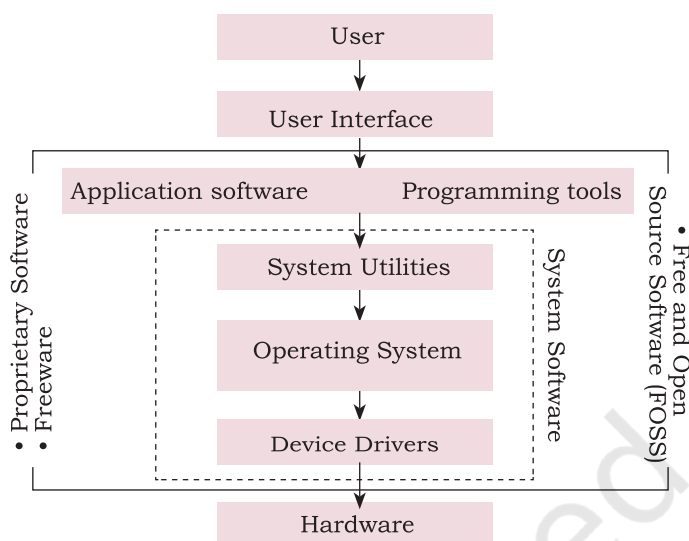 User
User Interface
Application software
Programming tools
• Proprietary Software
• Freeware
• Free and Open
Source Software (FOSS)
System Software
System Utilities
Operating System
Device Drivers
Hardware